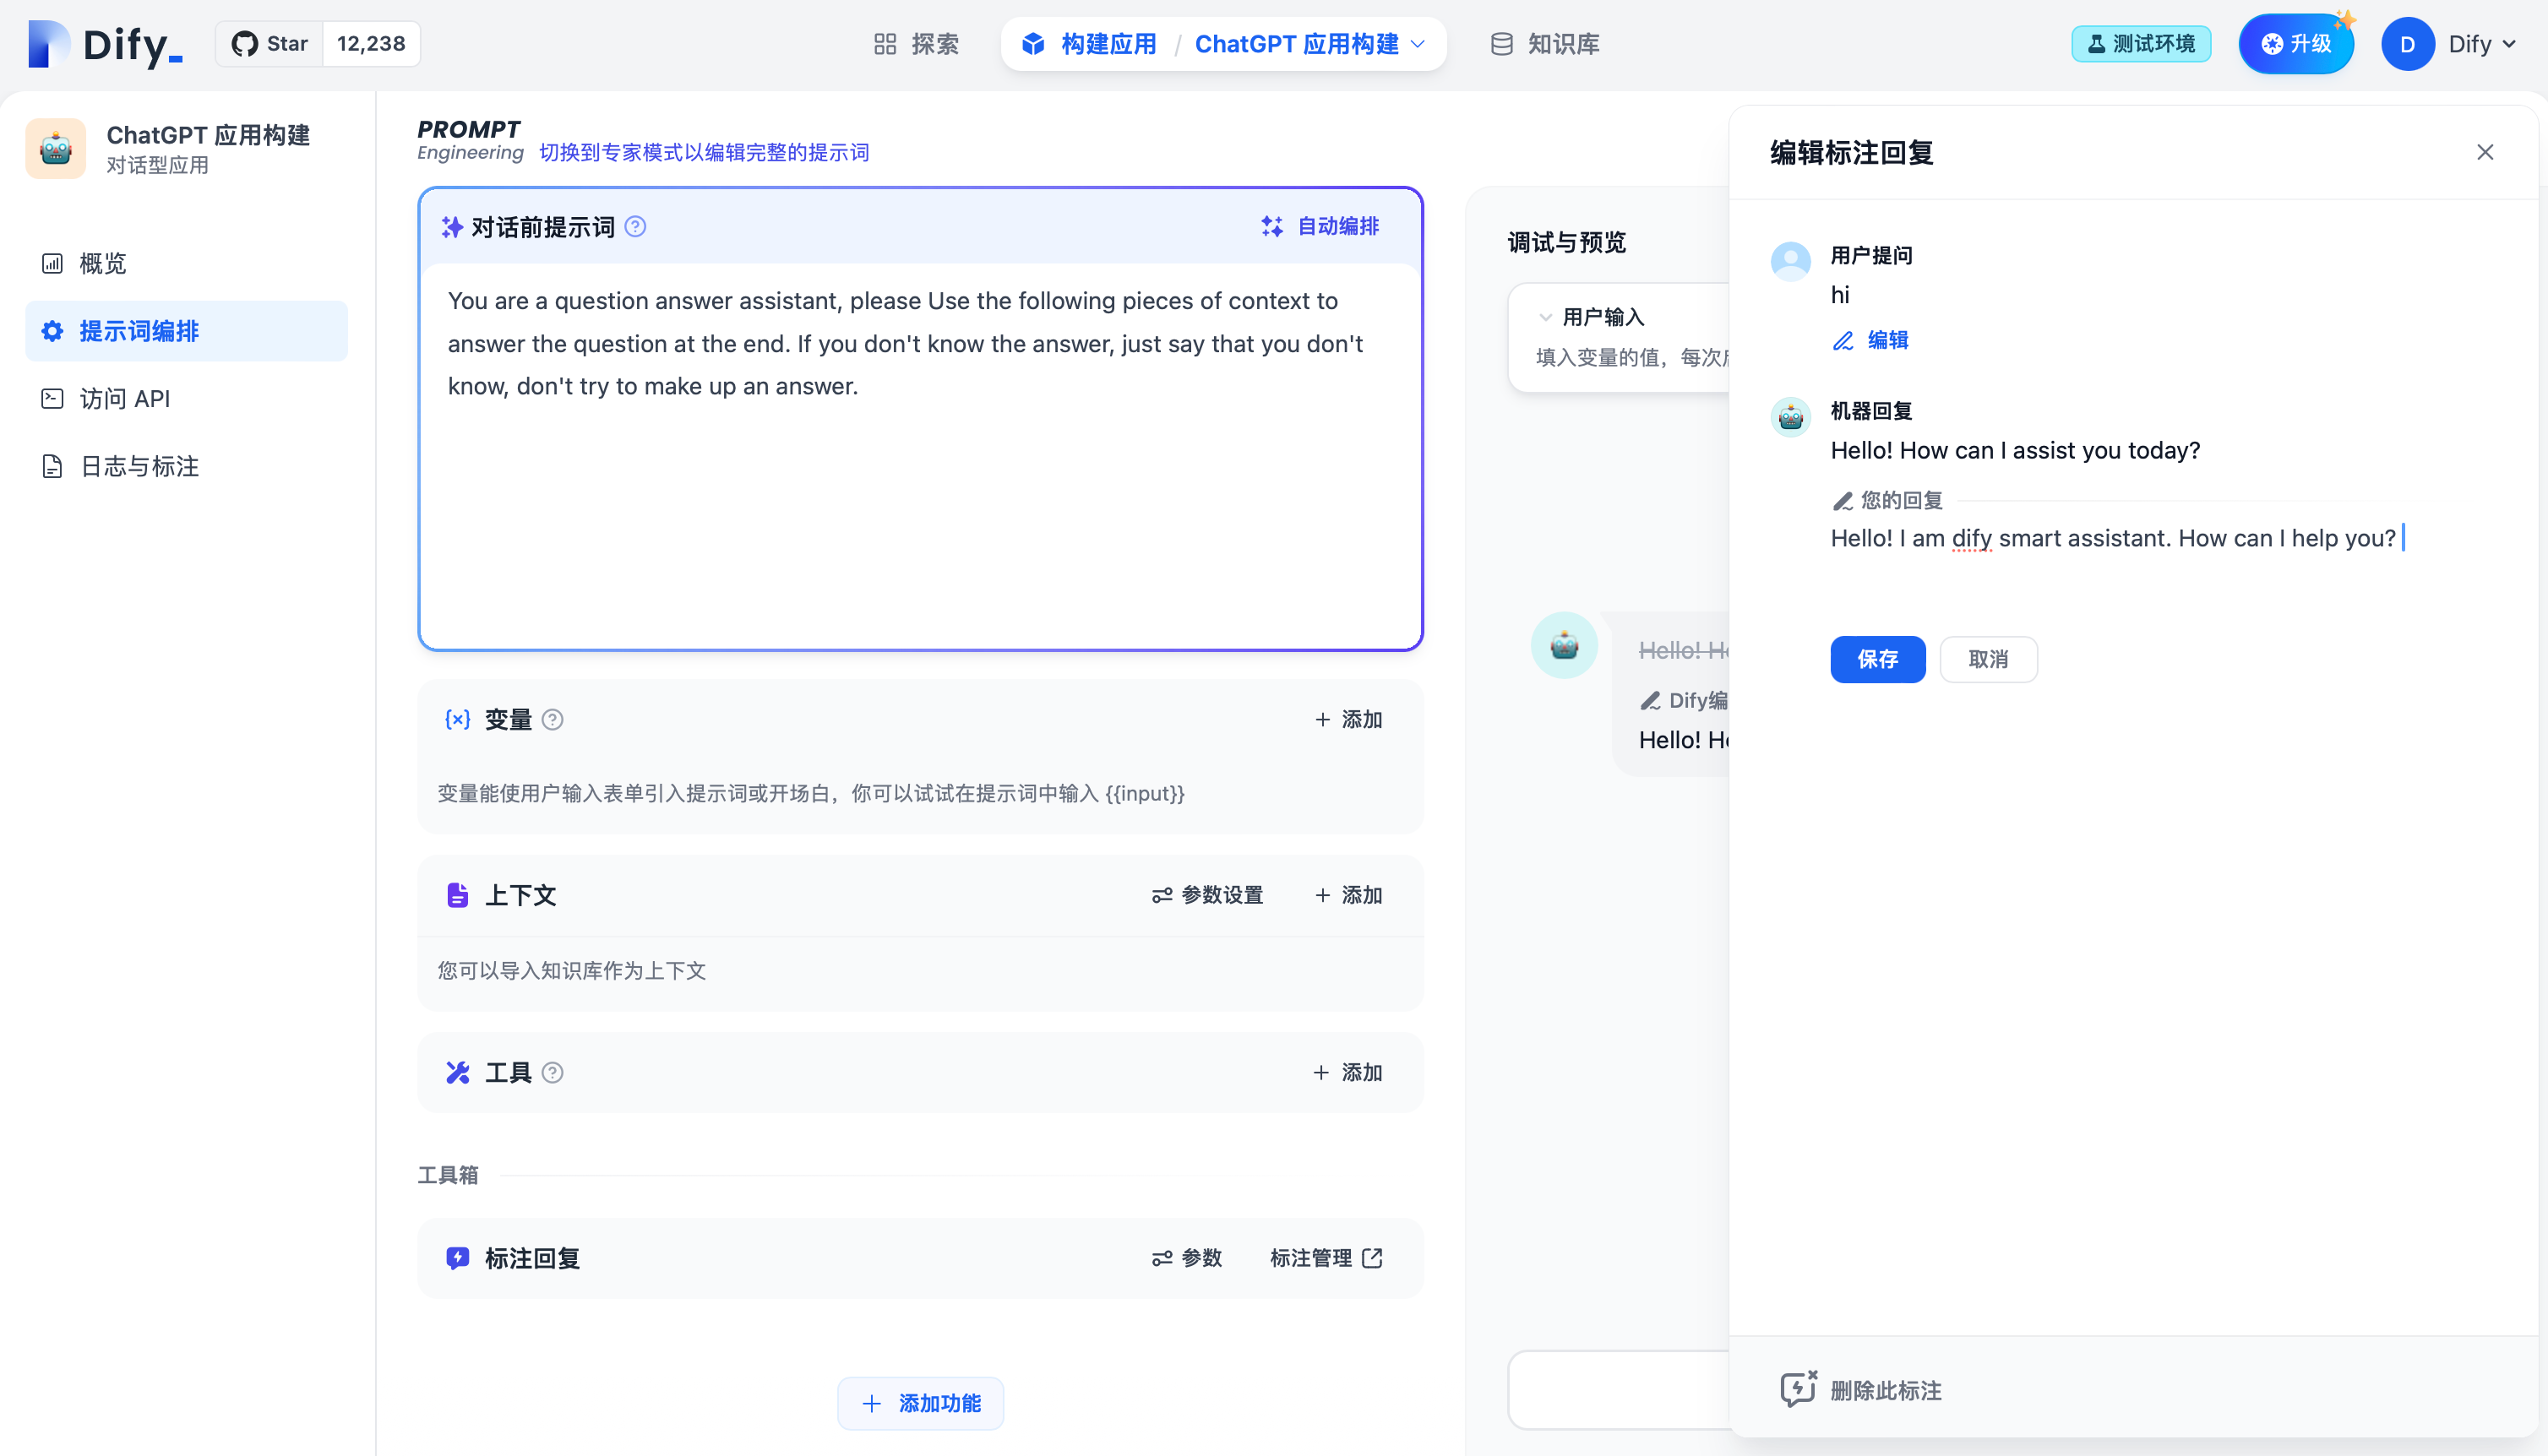 Dify_
Star 12,238
探索
构建应用 / ChatGPT 应用构建
知识库
测试环境
升级
D Dify
ChatGPT 应用构建
对话型应用
概览
提示词编排
访问 API
日志与标注
PROMPT
Engineering 切换到专家模式以编辑完整的提示词
对话前提示词
自动编排
You are a question answer assistant, please Use the following pieces of context to
answer the question at the end. If you don't know the answer, just say that you don't
know, don't try to make up an answer.
变量
添加
变量能使用户输入表单引入提示词或开场白，你可以试试在提示词中输入 {{input}}
上下文
参数设置
添加
您可以导入知识库作为上下文
工具
添加
工具箱
标注回复
参数
标注管理
添加功能
调试与预览
用户输入
填入变量的值，每次
Hello!
Dify编
Hello!
编辑标注回复
用户提问
hi
编辑
机器回复
Hello! How can I assist you today?
您的回复
Hello! I am dify smart assistant. How can I help you?
保存
取消
删除此标注